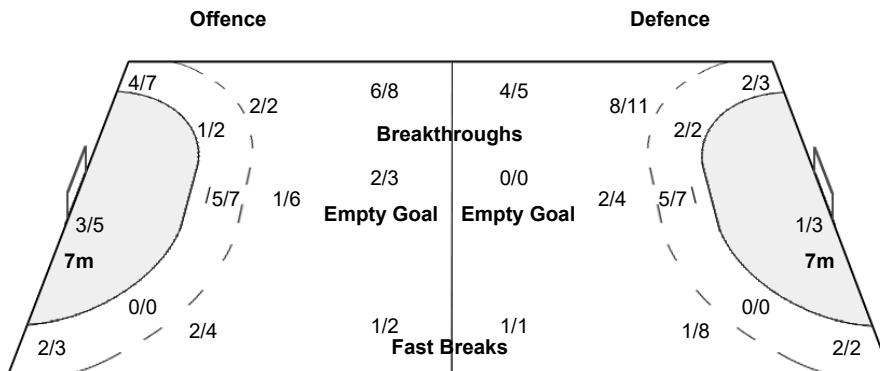 Offence Defence
4/7 6/8 4/5 2/3
2/2 8/11
1/2 Breakthroughs 2/2
2/3 0/0
5/7 1/6 2/4 5/7
Empty Goal Empty Goal
3/5 1/3
7m 7m
0/0 0/0
2/4 1/2 1/1 1/8
2/3 Fast Breaks 2/2